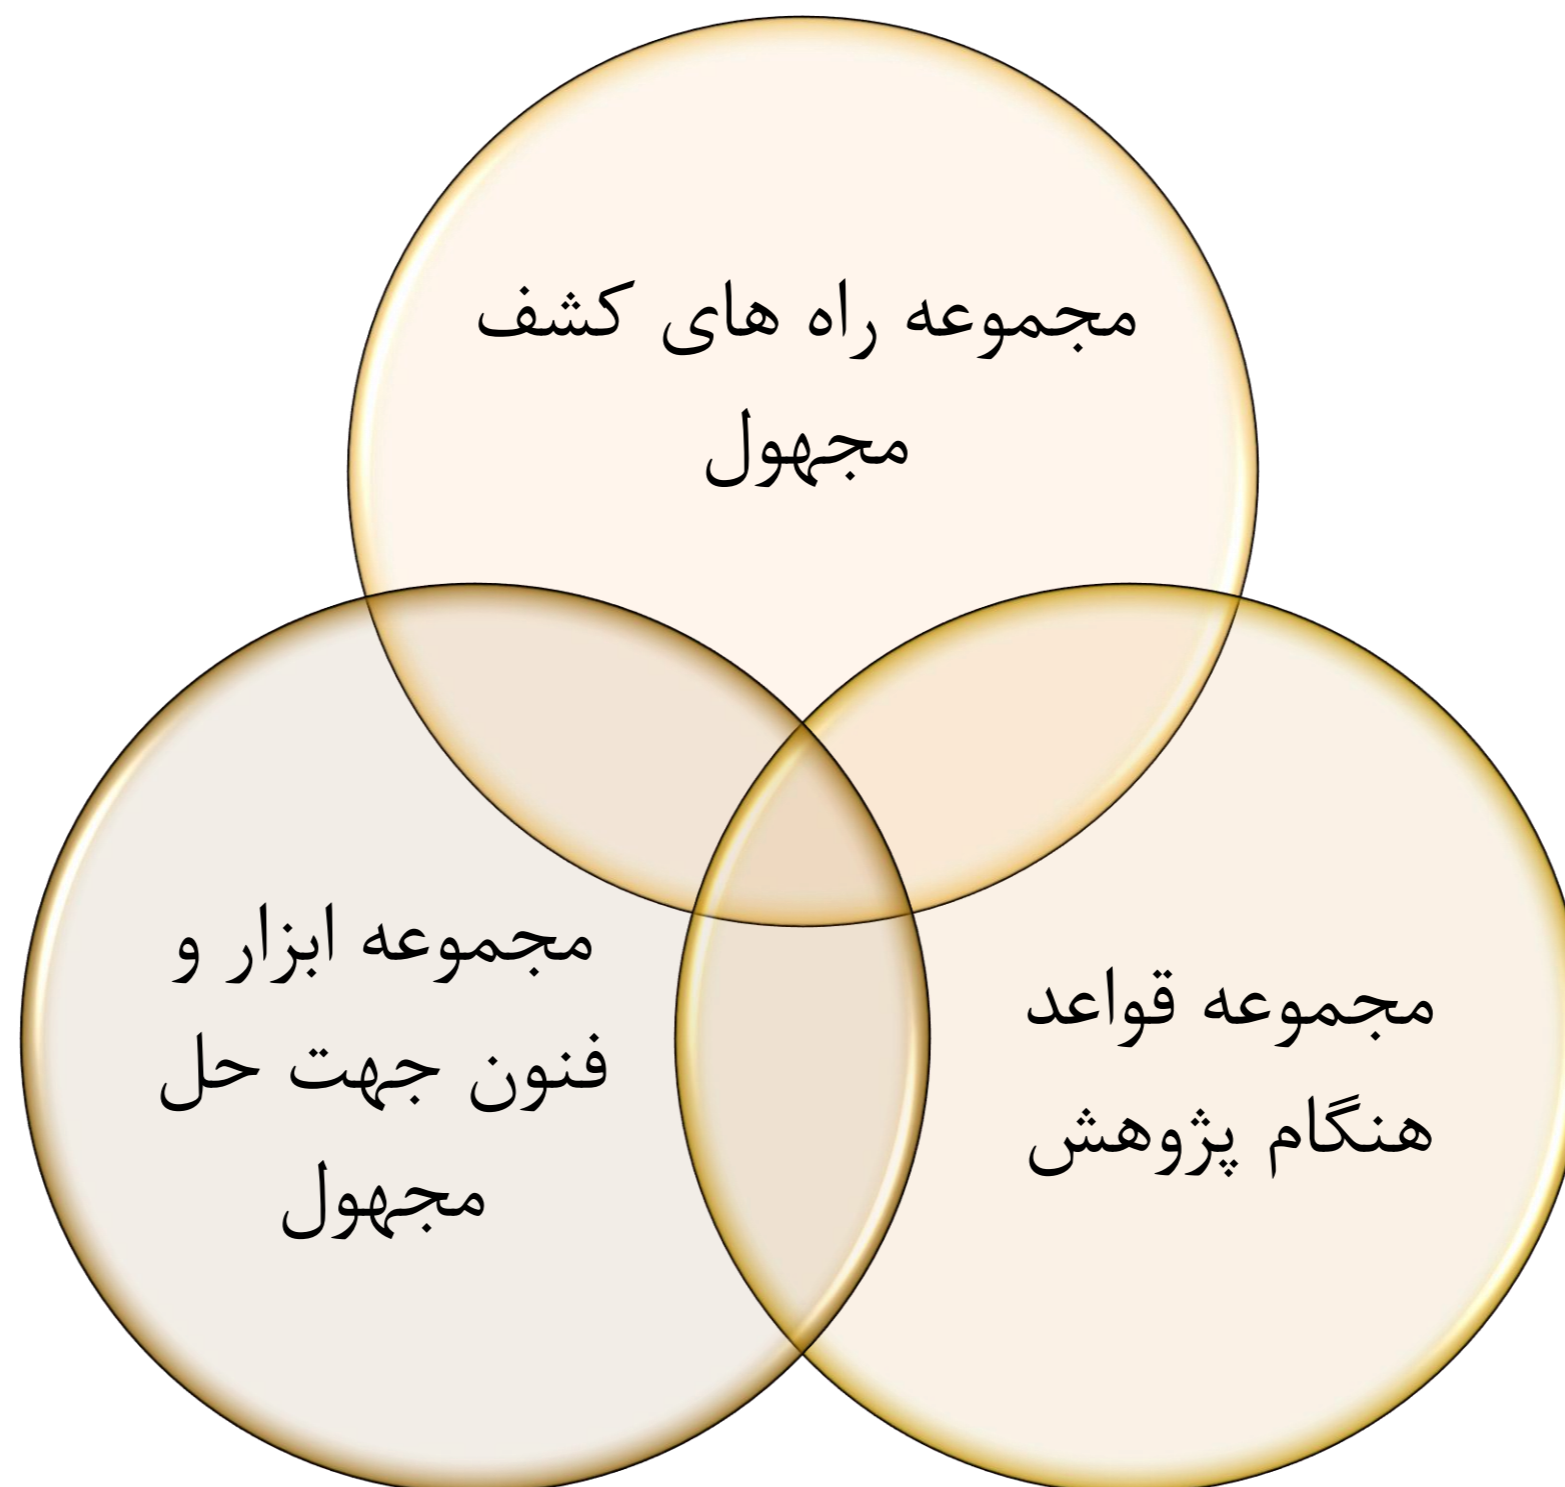 مجموعه راه های کشف
مجهول
مجموعه قواعد
هنگام پژوهش
مجموعه ابزار و
فنون جهت حل
مجهول